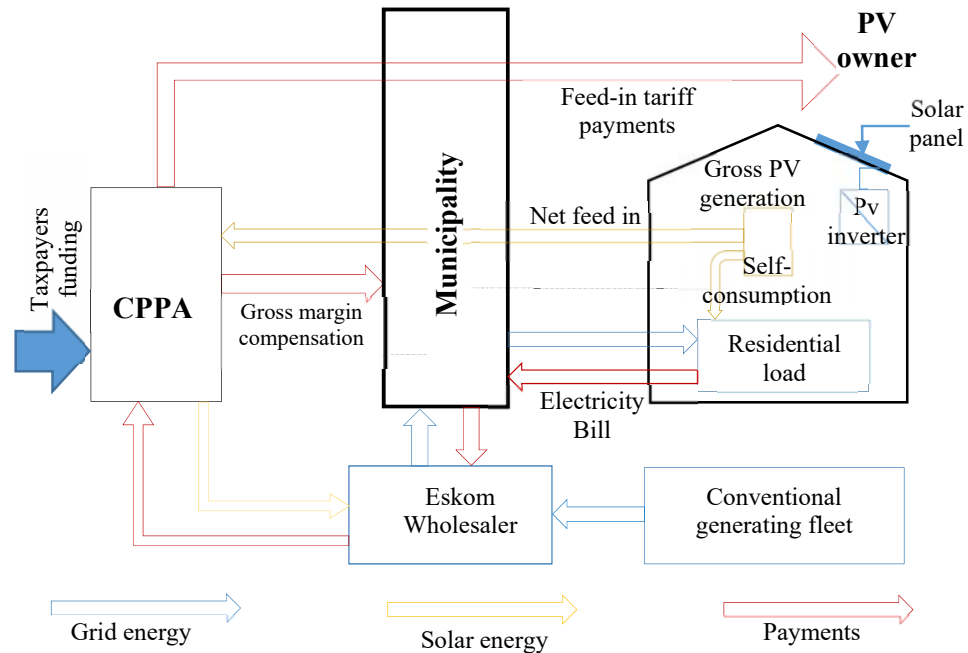 PV
owner
Feed-in tariff
payments
Solar
panel
Gross PV
generation
Pv
inverter
Net feed in
Self-
consumption
Taxpayers
funding
CPPA
Gross margin
compensation
Municipality
Residential
load
Electricity
Bill
Eskom
Wholesaler
Conventional
generating fleet
Grid energy
Solar energy
Payments